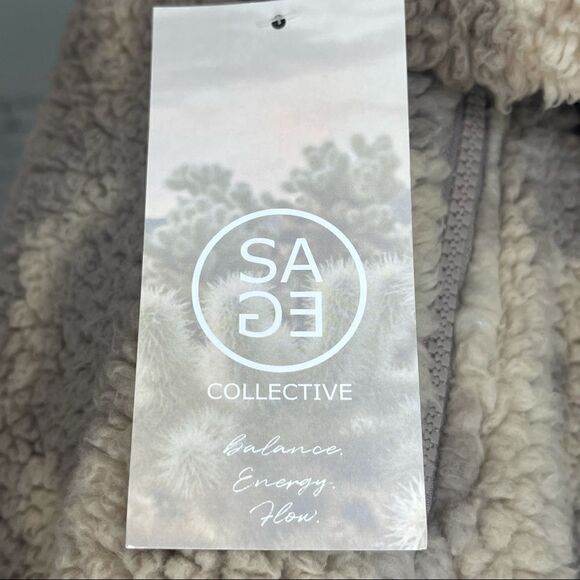 SA
GE
COLLECTIVE
Balance.
Energy.
Flow.